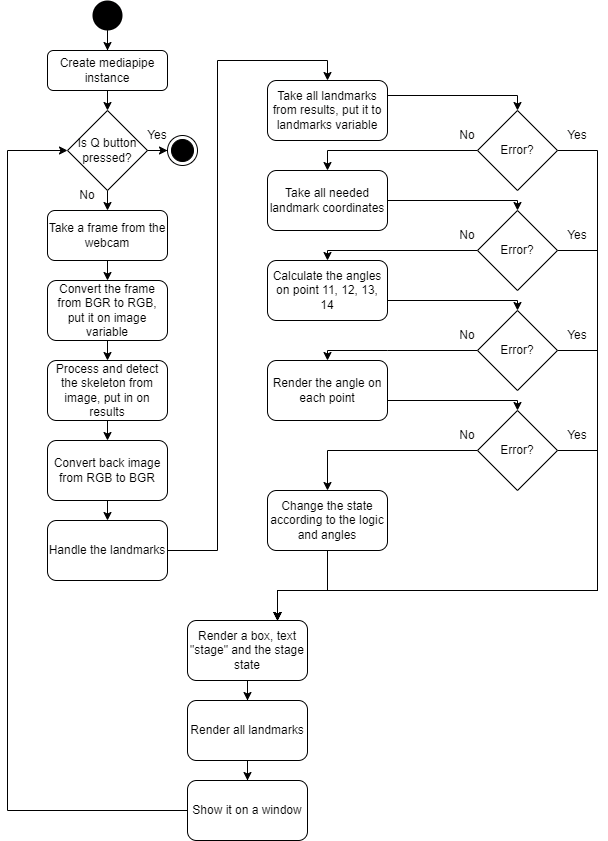 Create mediapipe
instance
Is Q button
pressed?
Yes
No
Take a frame from the
webcam
Convert the frame
from BGR to RGB,
put it on image
variable
Process and detect
the skeleton from
image, put in on
results
Convert back image
from RGB to BGR
Handle the landmarks
Take all landmarks
from results, put it to
landmarks variable
No
Error?
Yes
Take all needed
landmark coordinates
No
Error?
Yes
Calculate the angles
on point 11, 12, 13,
14
No
Error?
Yes
Render the angle on
each point
No
Error?
Yes
Change the state
according to the logic
and angles
Render a box, text
"stage" and the stage
state
Render all landmarks
Show it on a window